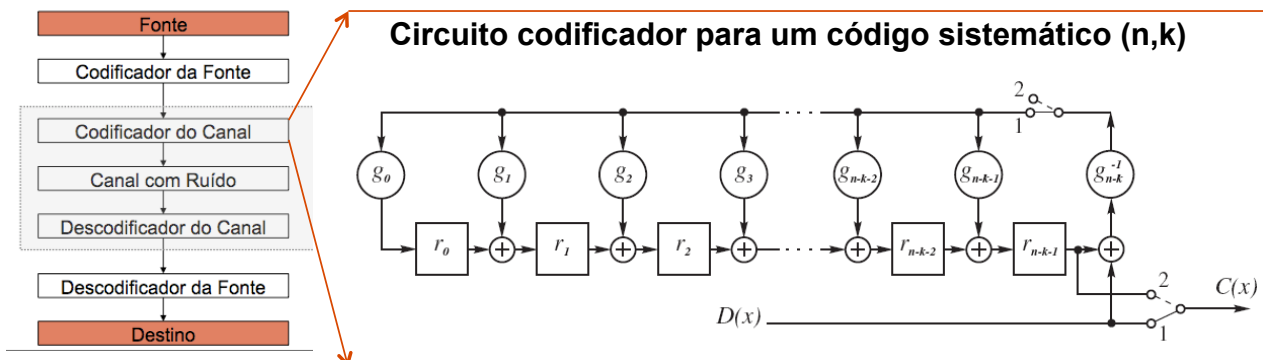 Fonte
Codificador da Fonte
Codificador do Canal
Canal com Ruído
Descodificador do Canal
Descodificador da Fonte
Destino
Circuito codificador para um código sistemático (n,k)
2
1
g₀ g₁ g₂ g₃ gₙ₋ₖ₋₂ gₙ₋ₖ₋₁ g⁻¹ₙ₋ₖ
r₀ + r₁ + r₂ + · · · + rₙ₋ₖ₋₂ + rₙ₋ₖ₋₁ +
2
C(x)
D(x)
1